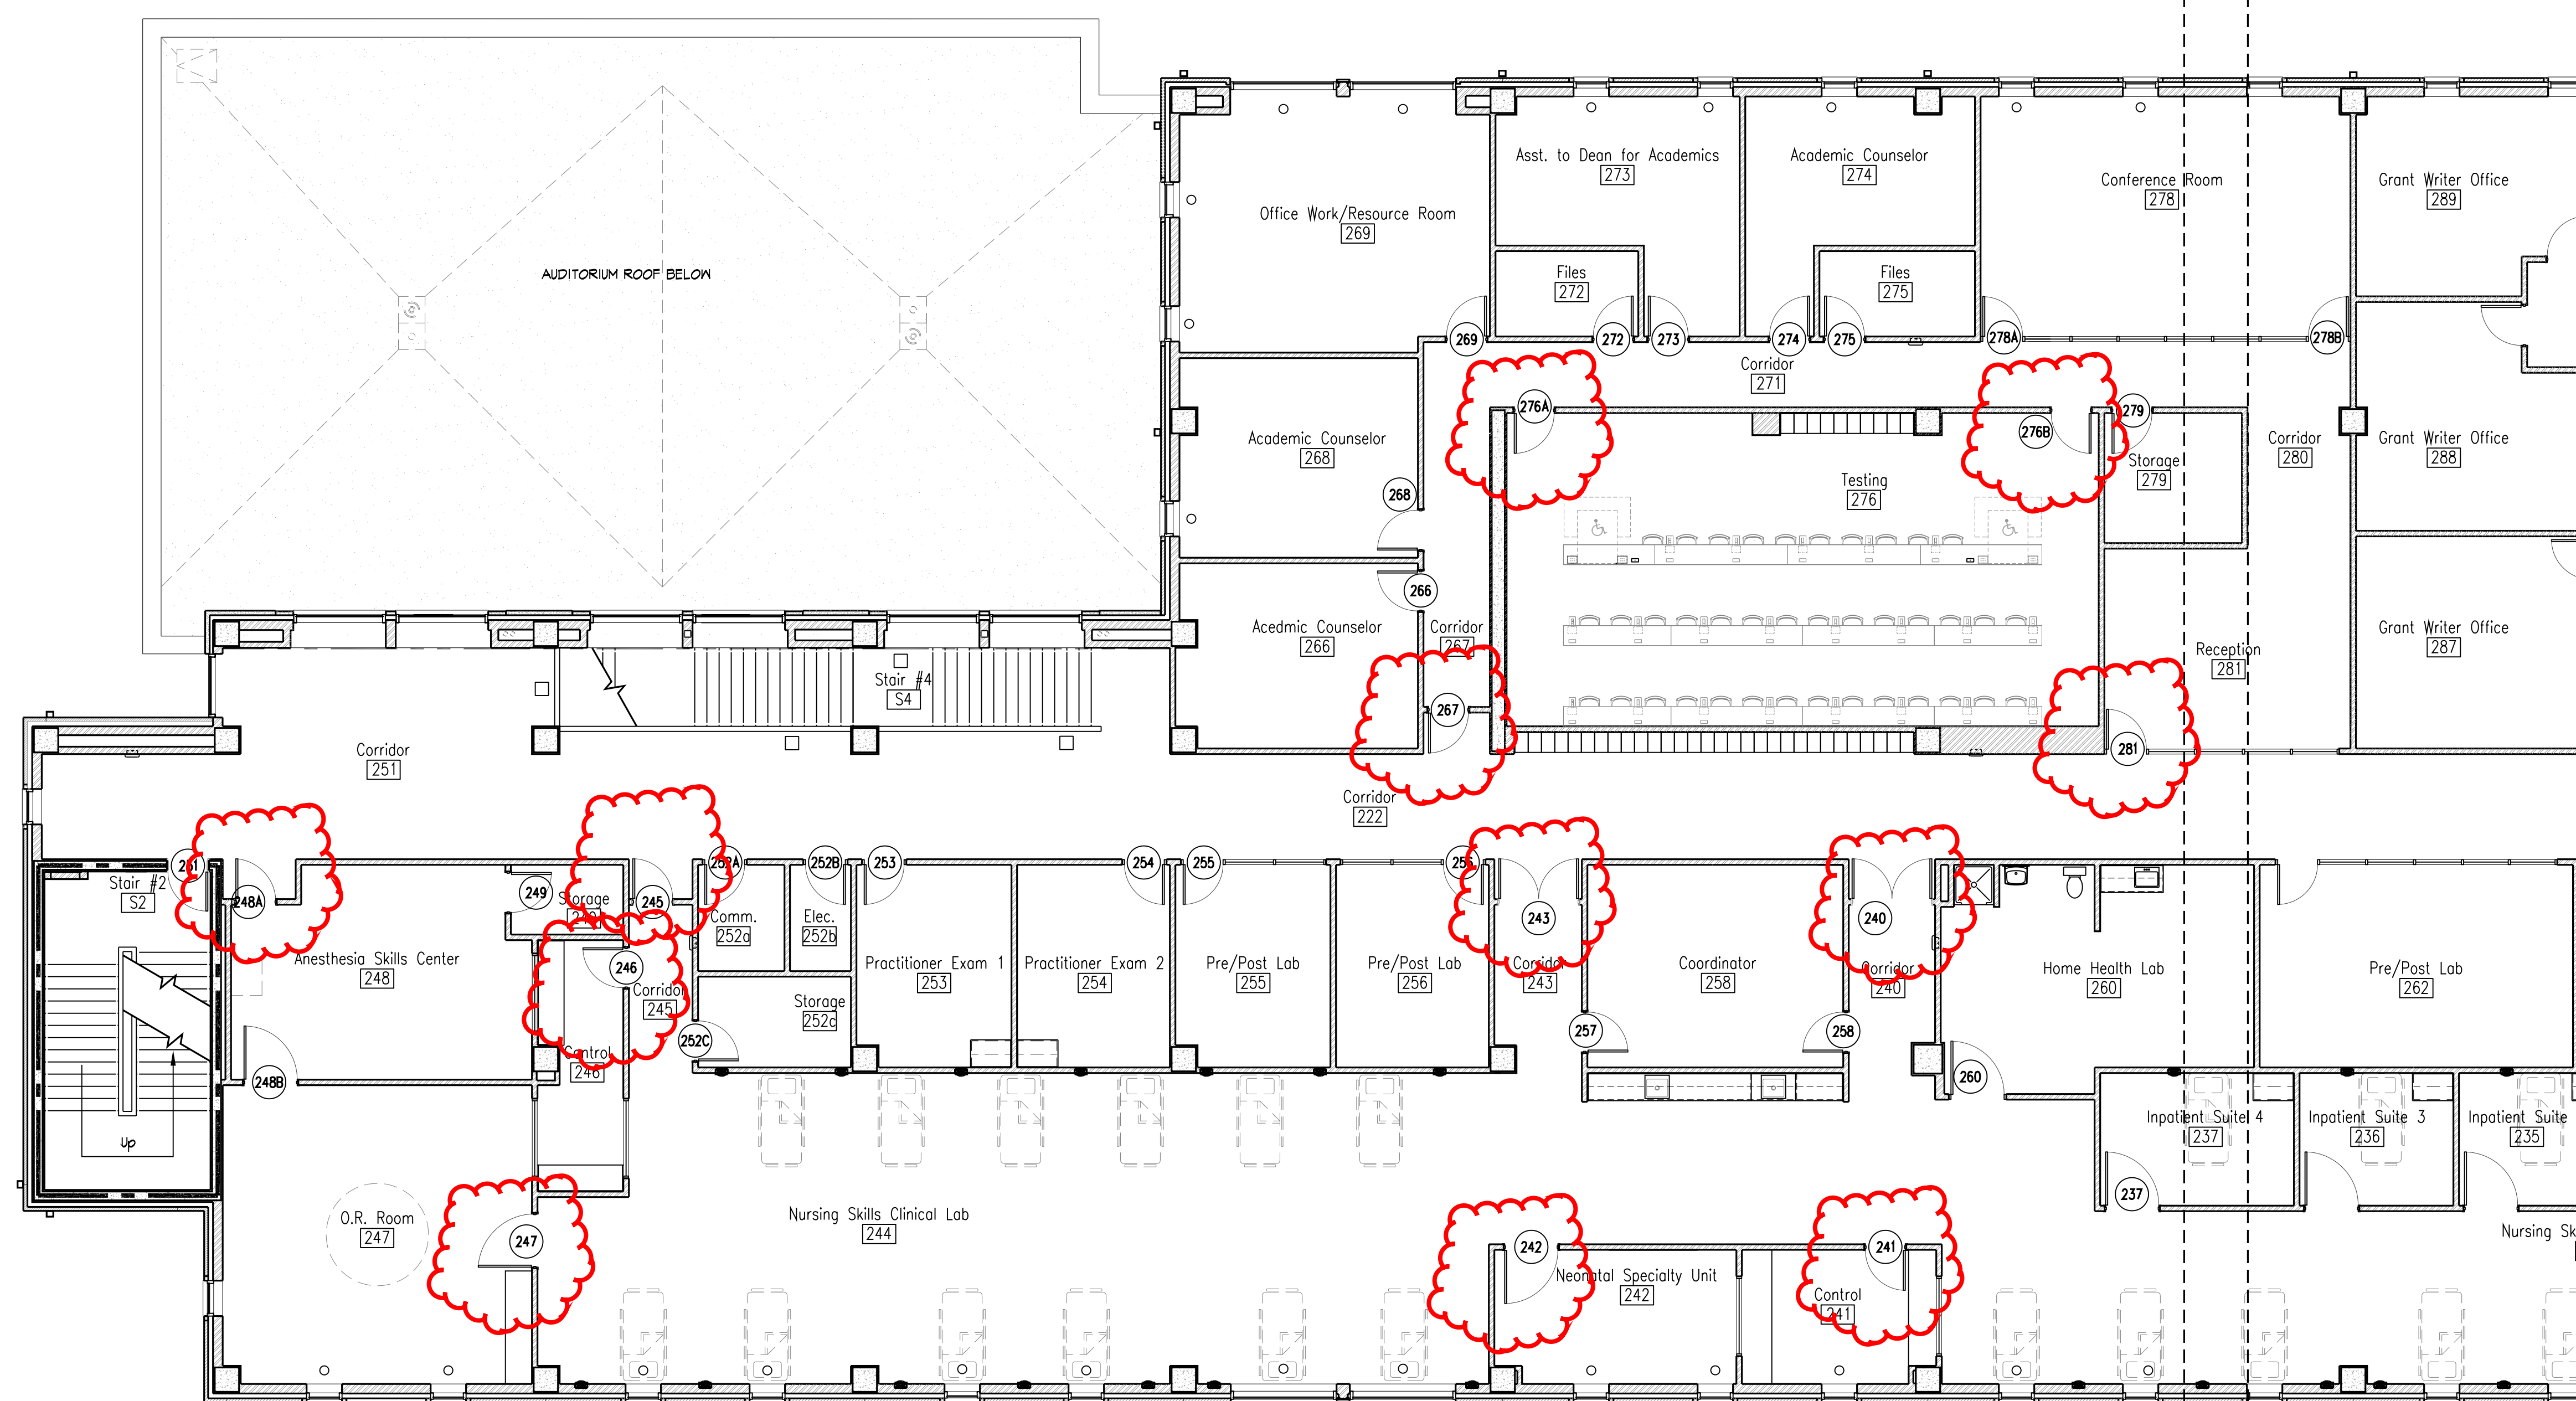 Asst. to Dean for Academics
273
Academic Counselor
274
Conference Room
278
Grant Writer Office
289
Office Work/Resource Room
269
AUDITORIUM ROOF BELOW
Files
272
Files
275
269
272
273
274
275
278A
278B
Corridor
271
276A
276B
279
Academic Counselor
268
Corridor
280
Grant Writer Office
288
Storage
279
Testing
276
268
266
Acedmic Counselor
266
Corridor
267
Grant Writer Office
287
Reception
281
Stair #4
S4
267
281
Corridor
251
Corridor
222
252B
253
254
255
Stair #2
S2
248A
249
Storage
245
Comm.
252a
Elec.
252b
243
240
Anesthesia Skills Center
248
246
Practitioner Exam 1
253
Practitioner Exam 2
254
Pre/Post Lab
255
Pre/Post Lab
256
Corridor
243
Coordinator
258
Corridor
240
Home Health Lab
260
Pre/Post Lab
262
Corridor
245
Storage
252c
252C
257
258
Control
246
248B
260
Inpatient Suite 4
237
Inpatient Suite 3
236
Inpatient Suite
235
Up
237
O.R. Room
247
247
Nursing Skills Clinical Lab
244
242
241
Nursing Sk
Neonatal Specialty Unit
242
Control
241